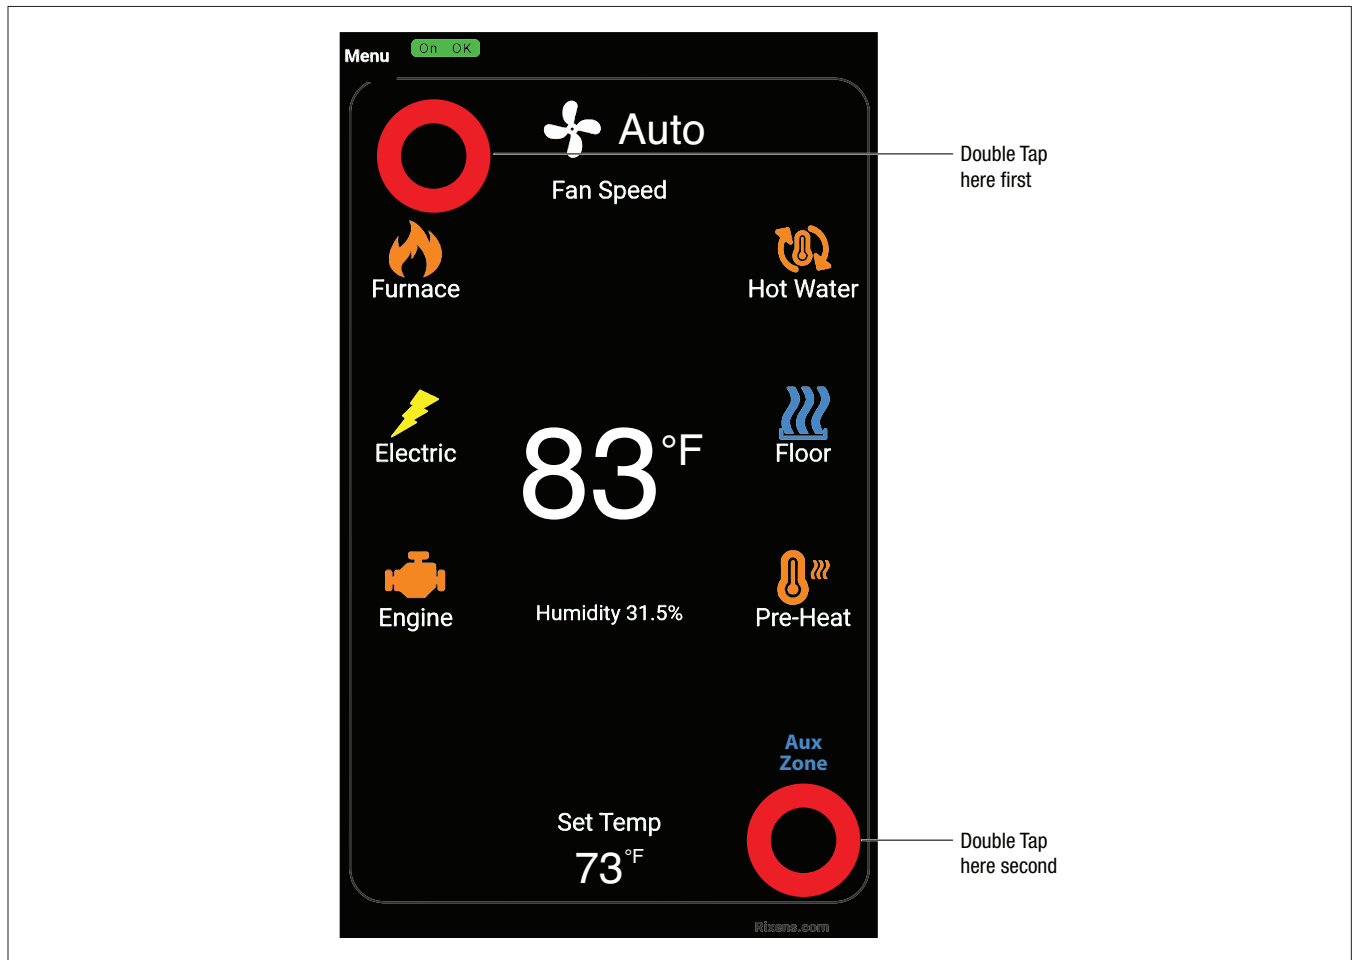 Menu
On OK
Auto
Fan Speed
Double Tap
here first
Furnace
Hot Water
Electric
83°F
Floor
Engine
Humidity 31.5%
Pre-Heat
Aux
Zone
Set Temp
73°F
Double Tap
here second
Rixens.com